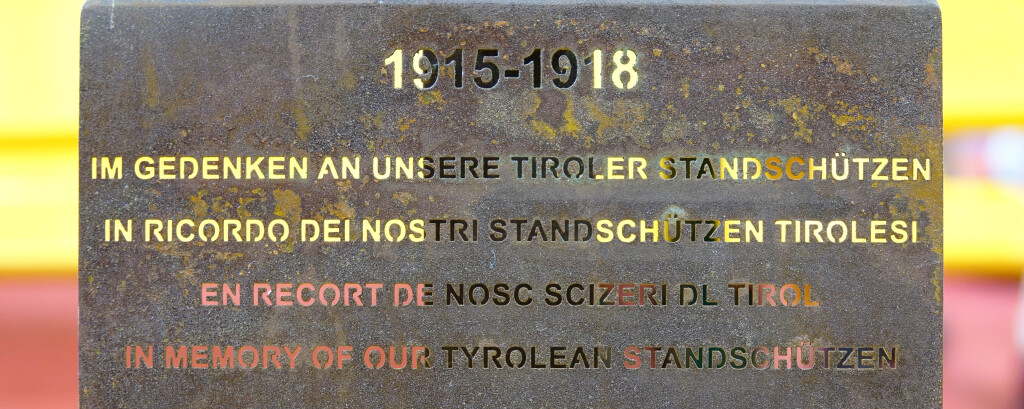 1915-1918
IM GEDENKEN AN UNSERE TIROLER STANDSCHÜTZEN
IN RICORDO DEI NOSTRI STANDSCHÜTZEN TIROLESI
EN RECORT DE NOSC SCIZERI DL TIROL
IN MEMORY OF OUR TYROLEAN STANDSCHÜTZEN